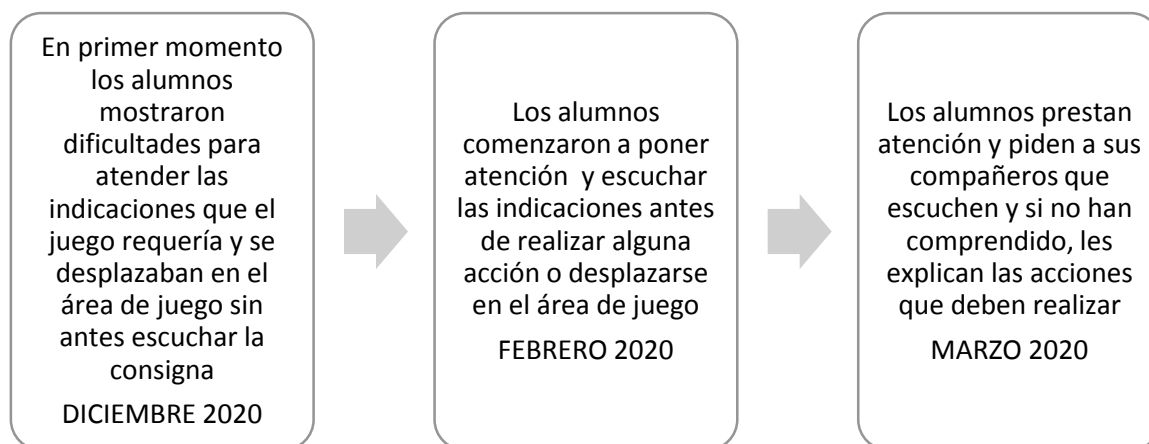 En primer momento
los alumnos
mostraron
dificultades para
atender las
indicaciones que el
juego requería y se
desplazaban en el
área de juego sin
antes escuchar la
consigna
DICIEMBRE 2020
Los alumnos
comenzaron a poner
atención y escuchar
las indicaciones antes
de realizar alguna
acción o desplazarse
en el área de juego
FEBRERO 2020
Los alumnos prestan
atención y piden a sus
compañeros que
escuchen y si no han
comprendido, les
explican las acciones
que deben realizar
MARZO 2020